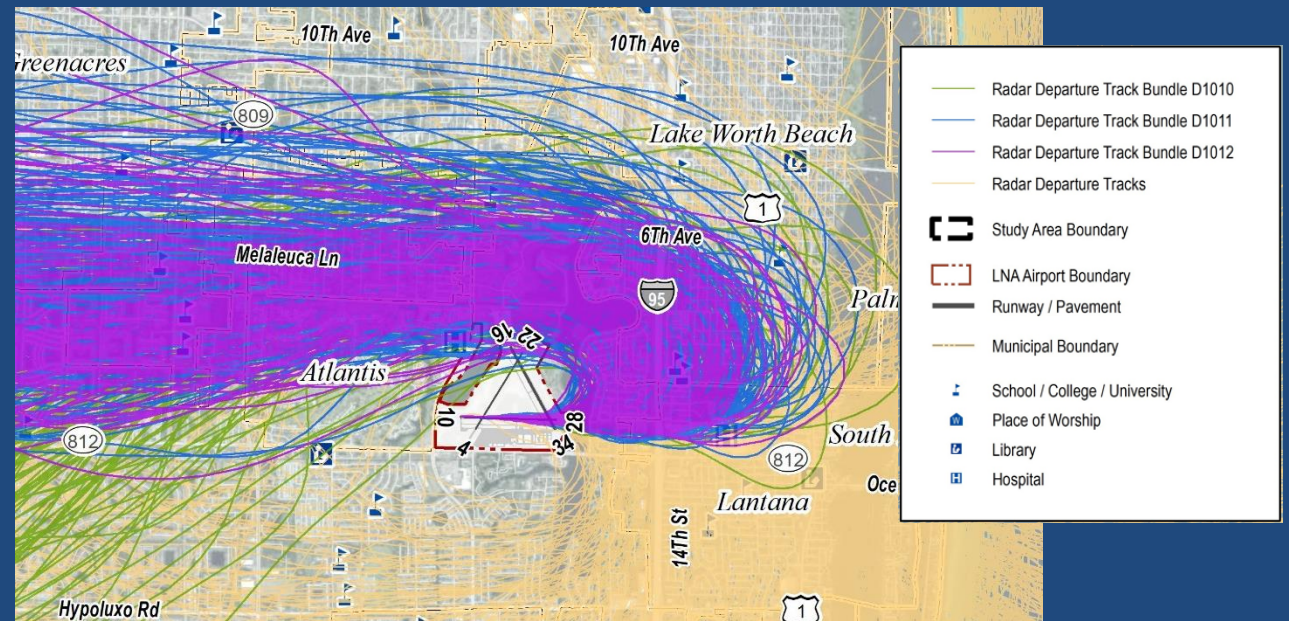 10Th Ave
10Th Ave
Greenacres
809
Lake Worth Beach
1
6Th Ave
Melaleuca Ln
95
Palm
16
22
Atlantis
10
28
4
34
812
812
South
Oce
Lantana
14Th St
Hypoluxo Rd
1
Radar Departure Track Bundle D1010
Radar Departure Track Bundle D1011
Radar Departure Track Bundle D1012
Radar Departure Tracks
Study Area Boundary
LNA Airport Boundary
Runway / Pavement
Municipal Boundary
School / College / University
Place of Worship
Library
H Hospital